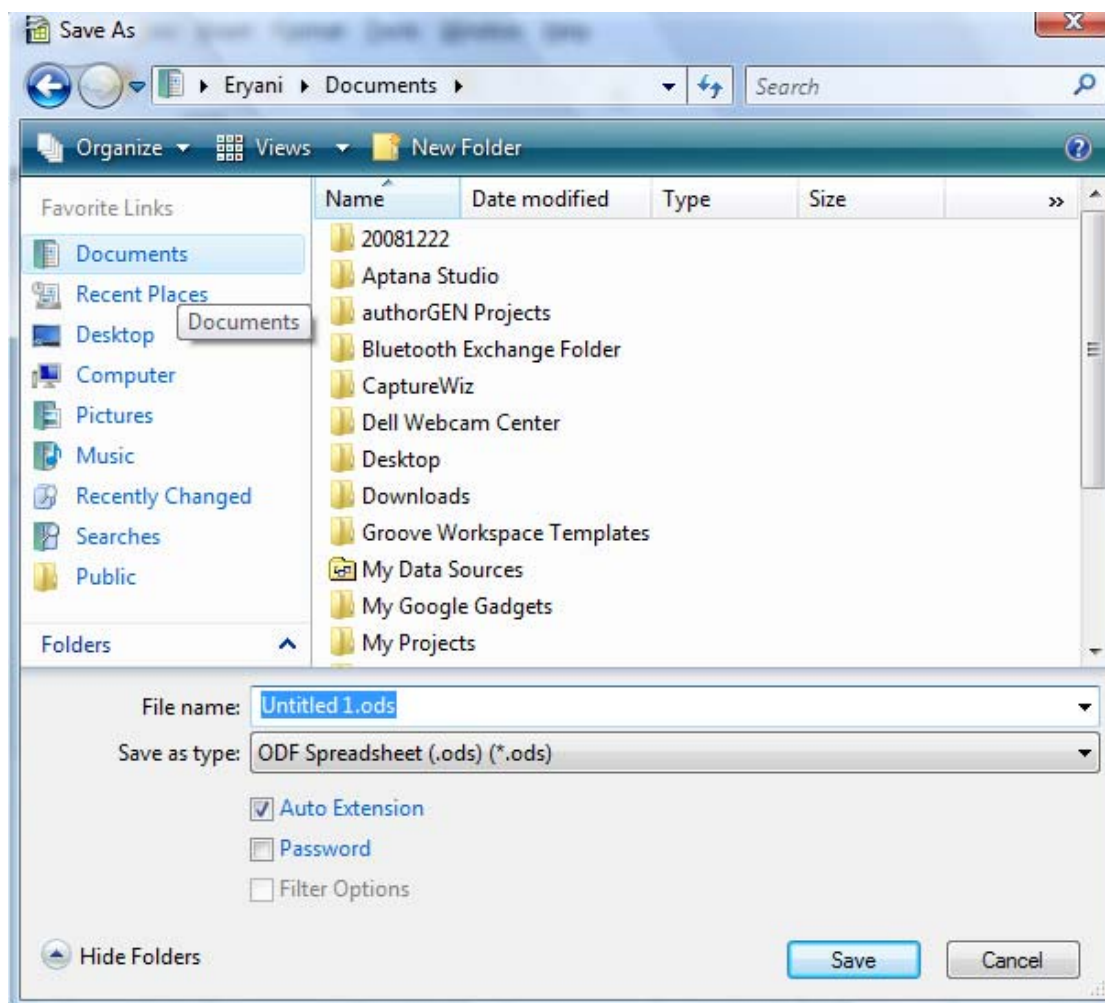 Save As
Eryani Documents
Search
Organize Views New Folder
Favorite Links
Documents
Recent Places
Documents
Desktop
Computer
Pictures
Music
Recently Changed
Searches
Public
Folders
Name Date modified Type Size »
20081222
Aptana Studio
authorGEN Projects
Bluetooth Exchange Folder
CaptureWiz
Dell Webcam Center
Desktop
Downloads
Groove Workspace Templates
My Data Sources
My Google Gadgets
My Projects
File name: Untitled 1.ods
Save as type: ODF Spreadsheet (.ods) (*.ods)
Auto Extension
Password
Filter Options
Hide Folders
Save Cancel